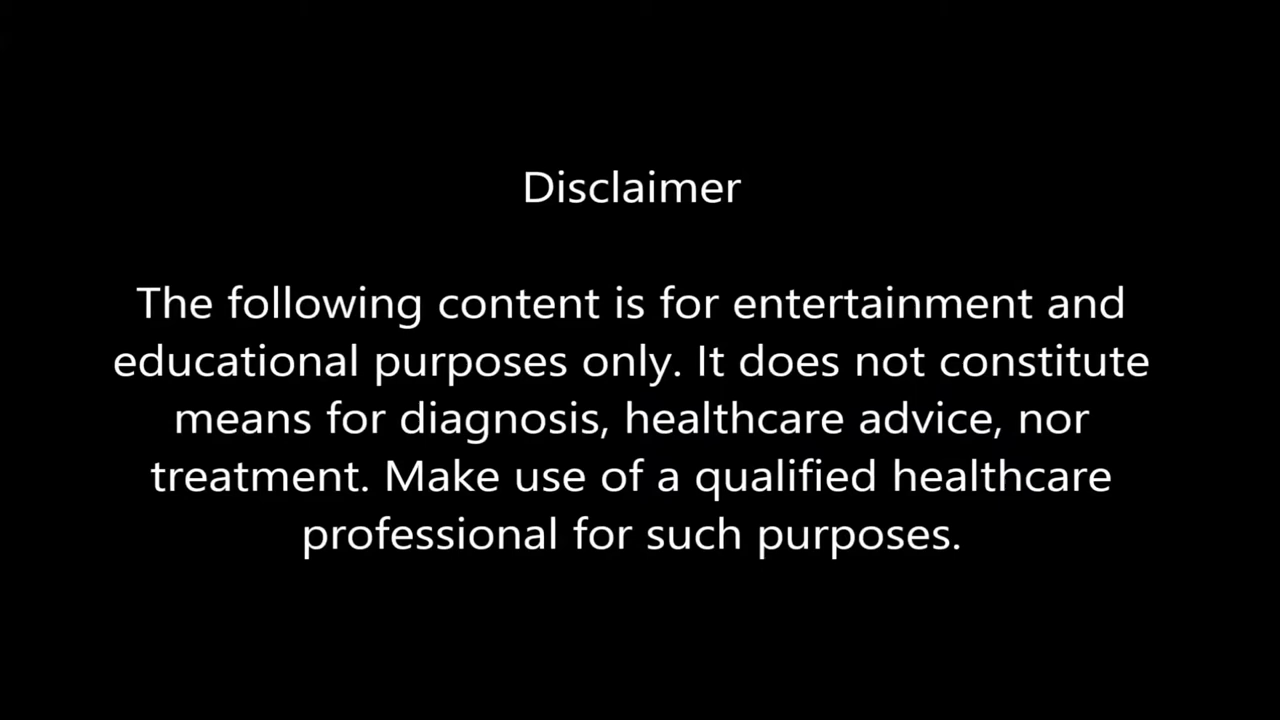 Disclaimer
The following content is for entertainment and
educational purposes only. It does not constitute
means for diagnosis, healthcare advice, nor
treatment. Make use of a qualified healthcare
professional for such purposes.